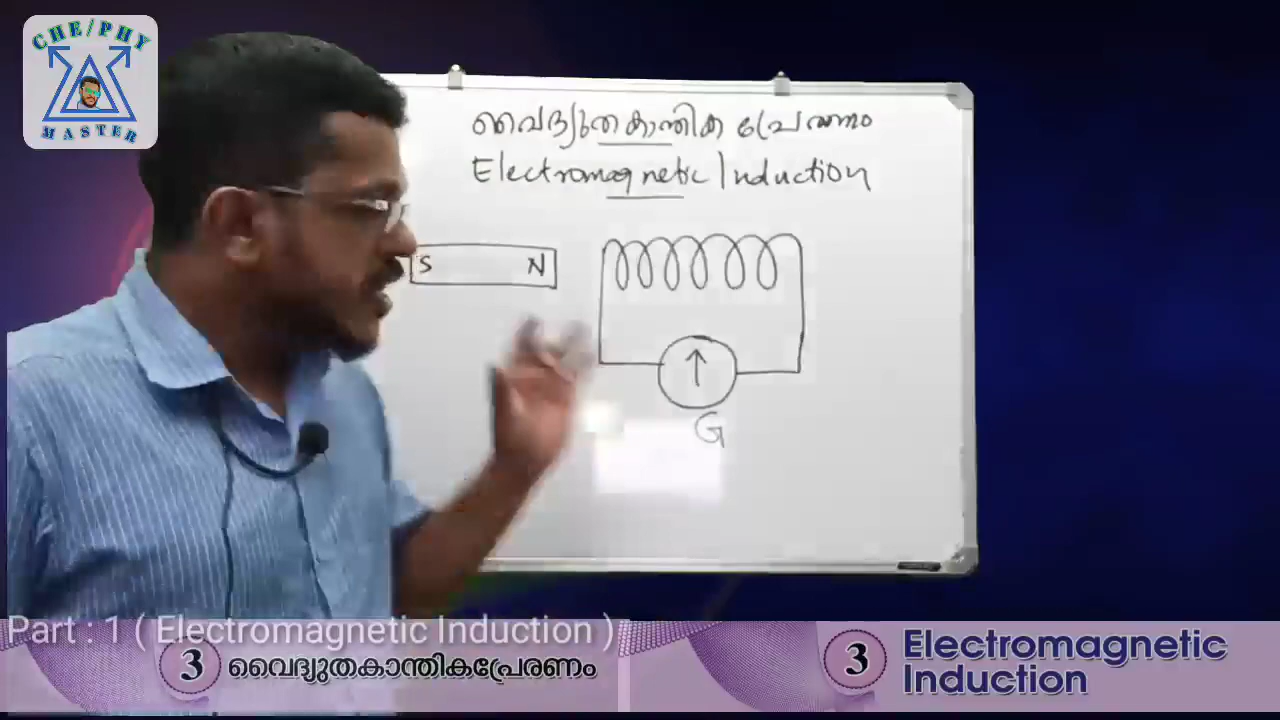 CHE/PHY
MASTER
വൈദ്യുതകാന്തിക പ്രേരണം
Electromagnetic Induction
S N
G
Part : 1 ( Electromagnetic Induction )
3 വൈദ്യുതകാന്തികപ്രേരണം
3 Electromagnetic
Induction